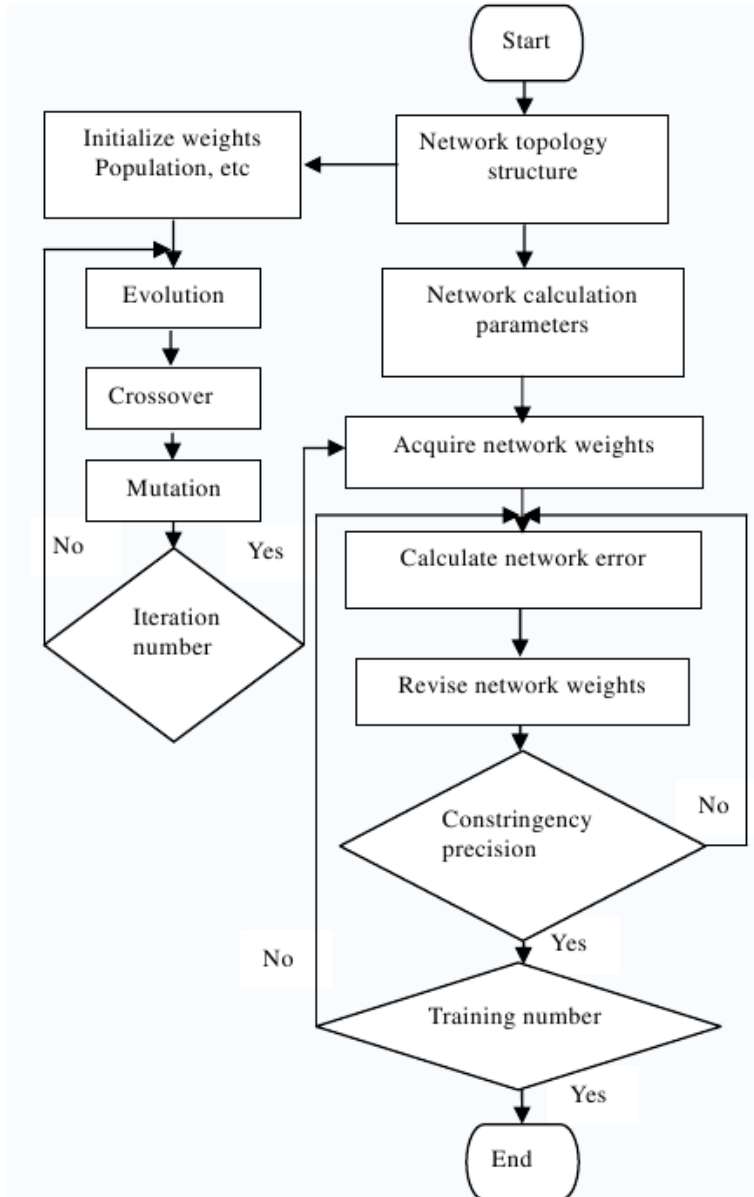 Start
Initialize weights
Population, etc
Network topology
structure
Evolution
Network calculation
parameters
Crossover
Acquire network weights
Mutation
No
Yes
Calculate network error
Iteration
number
Revise network weights
No
Constringency
precision
Yes
No
Training number
Yes
End